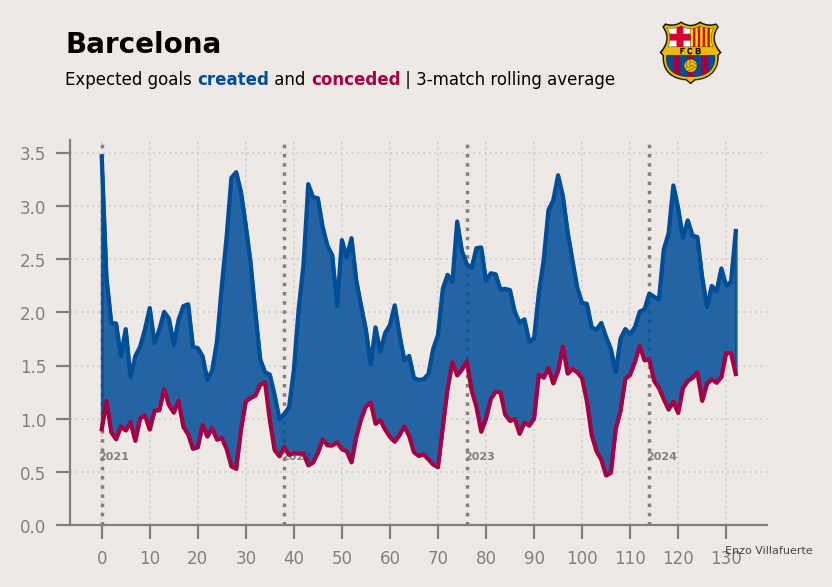 Barcelona
FCB
Expected goals created and conceded | 3-match rolling average
3.5
3.0
2.5
2.0
1.5
1.0
0.5
0.0
2021
2022
2023
2024
0 10 20 30 40 50 60 70 80 90 100 110 120 130
Enzo Villafuerte